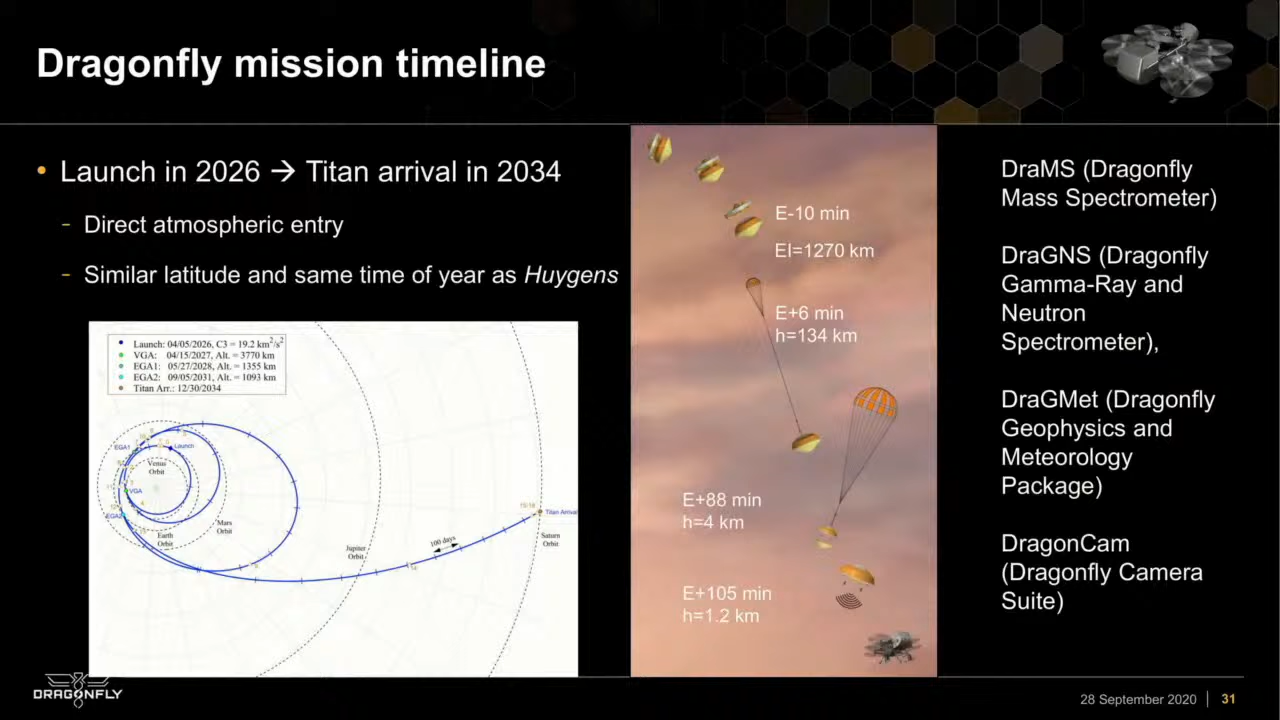 Dragonfly mission timeline
• Launch in 2026 → Titan arrival in 2034
- Direct atmospheric entry
- Similar latitude and same time of year as Huygens
Launch: 04/05/2026, C3 = 19.2 km²/s²
VGA: 04/15/2027, Alt. = 3770 km
EGA1: 05/27/2028, Alt. = 1355 km
EGA2: 09/05/2031, Alt. = 1093 km
Titan Arr.: 12/30/2034
EGA1
Launch
Venus
Orbit
VGA
EGA2
Earth
Orbit
Mars
Orbit
Jupiter
Orbit
100 days
Titan Arrival
Saturn
Orbit
E-10 min
EI=1270 km
E+6 min
h=134 km
E+88 min
h=4 km
E+105 min
h=1.2 km
DraMS (Dragonfly
Mass Spectrometer)
DraGNS (Dragonfly
Gamma-Ray and
Neutron
Spectrometer),
DraGMet (Dragonfly
Geophysics and
Meteorology
Package)
DragonCam
(Dragonfly Camera
Suite)
DRAGONFLY
28 September 2020 | 31